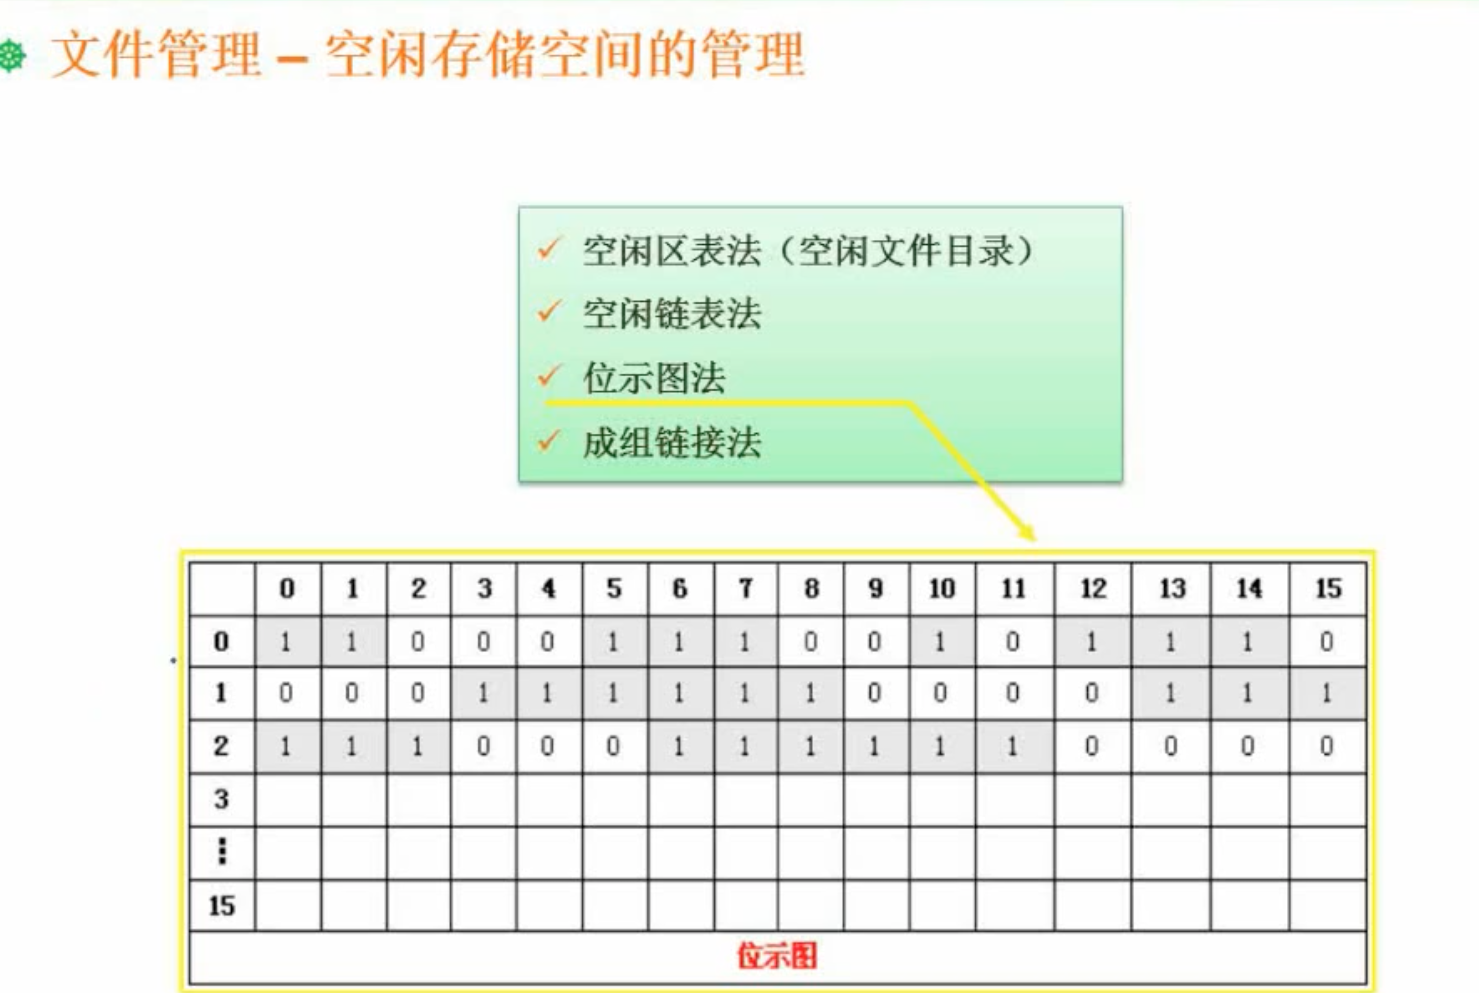 文件管理 – 空闲存储空间的管理
✓ 空闲区表法（空闲文件目录）
✓ 空闲链表法
✓ 位示图法
✓ 成组链接法
0 1 2 3 4 5 6 7 8 9 10 11 12 13 14 15
0 1 1 0 0 0 1 1 1 0 0 1 0 1 1 1 0
1 0 0 0 1 1 1 1 1 1 0 0 0 0 1 1 1
2 1 1 1 0 0 0 1 1 1 1 1 1 0 0 0 0
3
⋮
15
位示图